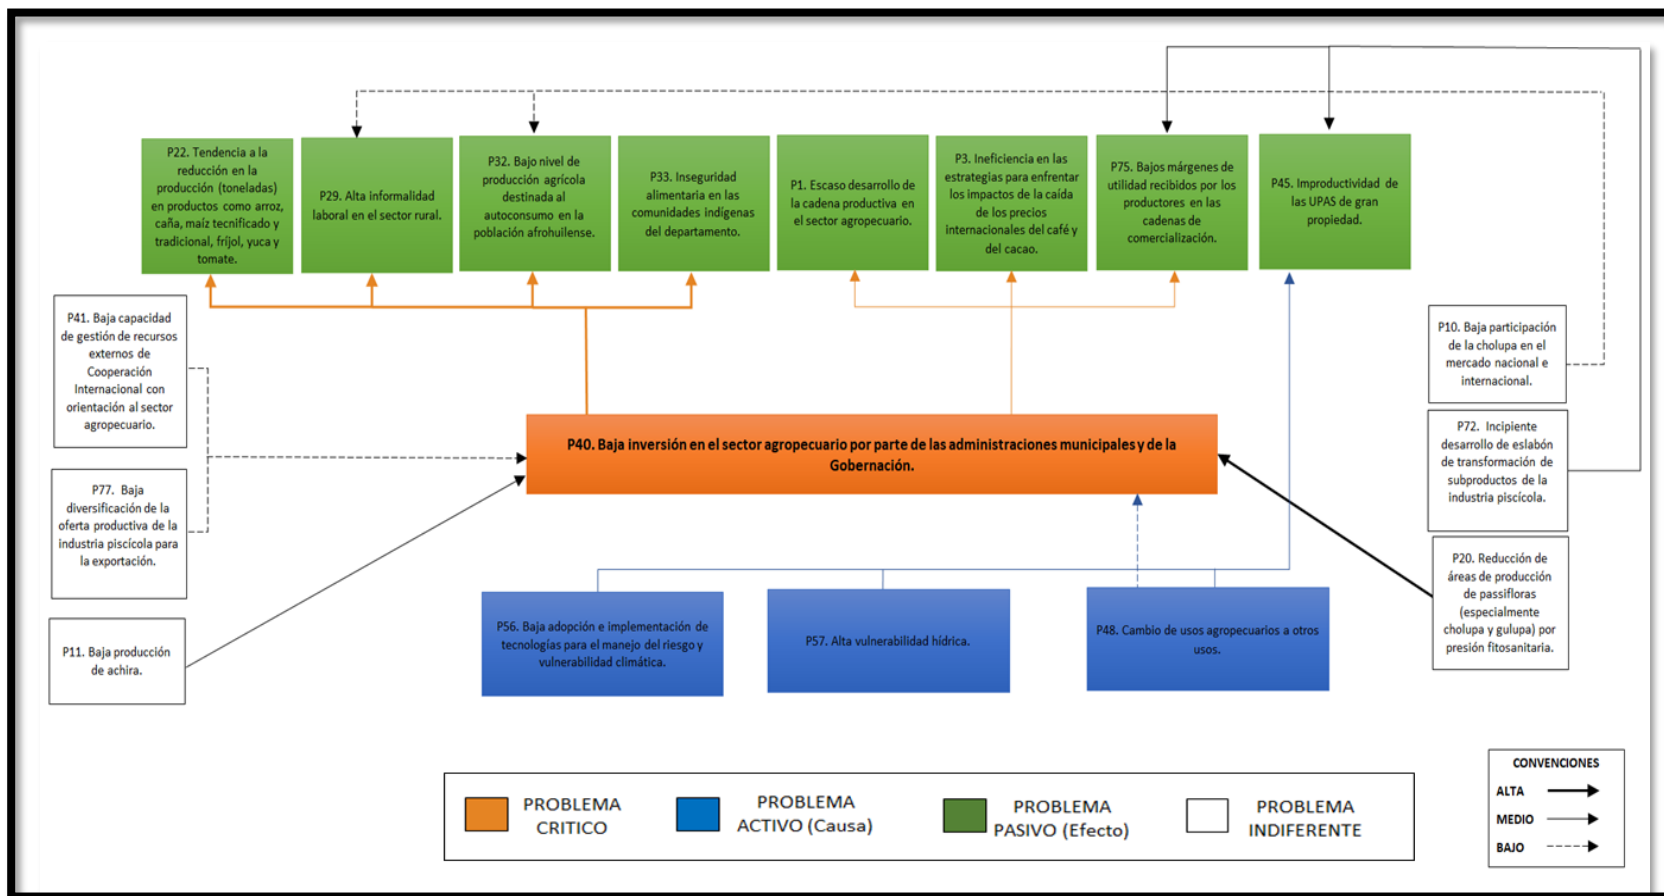 P22. Tendencia a la
reducción en la
producción (toneladas)
en productos como arroz,
caña, maíz tecnificado y
tradicional, fríjol, yuca y
tomate.
P29. Alta informalidad
laboral en el sector rural.
P32. Bajo nivel de
producción agrícola
destinada al
autoconsumo en la
población afrohuilense.
P33. Inseguridad
alimentaria en las
comunidades indígenas
del departamento.
P1. Escaso desarrollo de
la cadena productiva en
el sector agropecuario.
P3. Ineficiencia en las
estrategias para enfrentar
los impactos de la caída
de los precios
internacionales del café y
del cacao.
P75. Bajos márgenes de
utilidad recibidos por los
productores en las
cadenas de
comercialización.
P45. Improductividad de
las UPAS de gran
propiedad.
P41. Baja capacidad
de gestión de recursos
externos de
Cooperación
Internacional con
orientación al sector
agropecuario.
P10. Baja participación
de la cholupa en el
mercado nacional e
internacional.
P40. Baja inversión en el sector agropecuario por parte de las administraciones municipales y de la
Gobernación.
P72. Incipiente
desarrollo de eslabón
de transformación de
subproductos de la
industria piscícola.
P77. Baja
diversificación de la
oferta productiva de la
industria piscícola para
la exportación.
P20. Reducción de
áreas de producción
de passifloras
(especialmente
cholupa y gulupa) por
presión fitosanitaria.
P11. Baja producción
de achira.
P56. Baja adopción e implementación de
tecnologías para el manejo del riesgo y
vulnerabilidad climática.
P57. Alta vulnerabilidad hídrica.
P48. Cambio de usos agropecuarios a otros
usos.
PROBLEMA
CRITICO
PROBLEMA
ACTIVO (Causa)
PROBLEMA
PASIVO (Efecto)
PROBLEMA
INDIFERENTE
CONVENCIONES
ALTA
MEDIO
BAJO